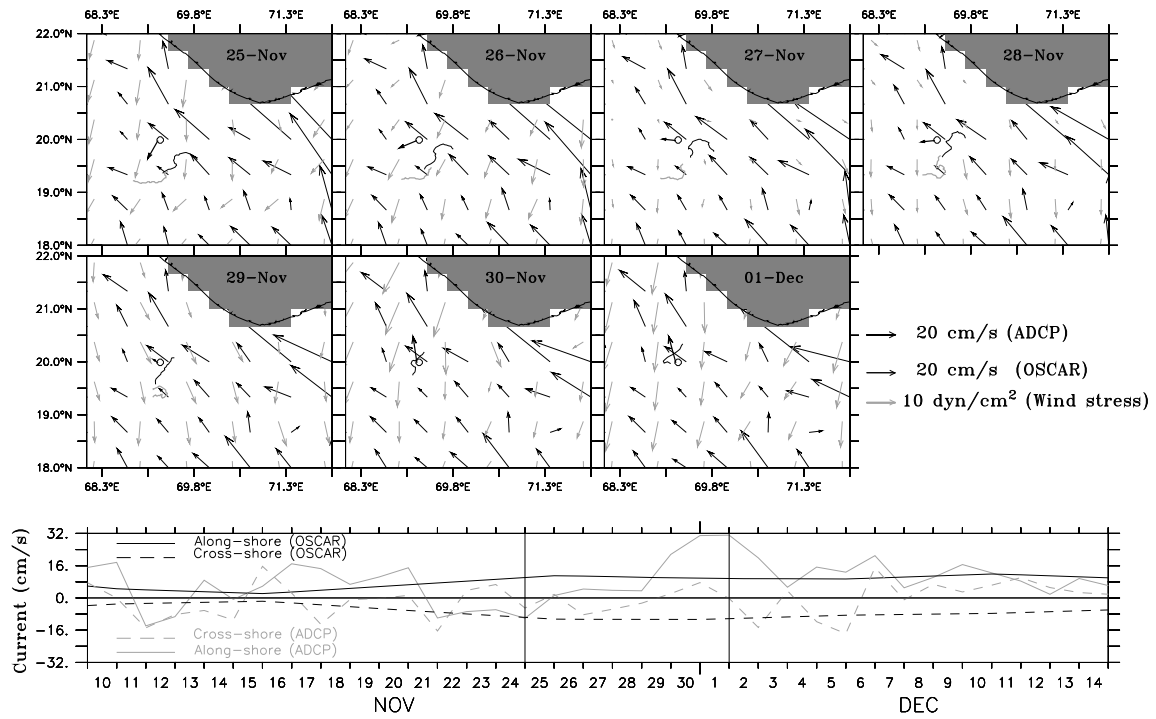 68.3°E 69.8°E 71.3°E 68.3°E 69.8°E 71.3°E 68.3°E 69.8°E 71.3°E 68.3°E 69.8°E 71.3°E
22.0°N
25-Nov 26-Nov 27-Nov 28-Nov
21.0°N
20.0°N
19.0°N
18.0°N
22.0°N
29-Nov 30-Nov 01-Dec
21.0°N
20.0°N
19.0°N
18.0°N
68.3°E 69.8°E 71.3°E 68.3°E 69.8°E 71.3°E 68.3°E 69.8°E 71.3°E
20 cm/s (ADCP)
20 cm/s (OSCAR)
10 dyn/cm² (Wind stress)
Current (cm/s)
32.
16.
0.
-16.
-32.
Along-shore (OSCAR)
Cross-shore (OSCAR)
Cross-shore (ADCP)
Along-shore (ADCP)
10 11 12 13 14 15 16 17 18 19 20 21 22 23 24 25 26 27 28 29 30 1 2 3 4 5 6 7 8 9 10 11 12 13 14
NOV DEC